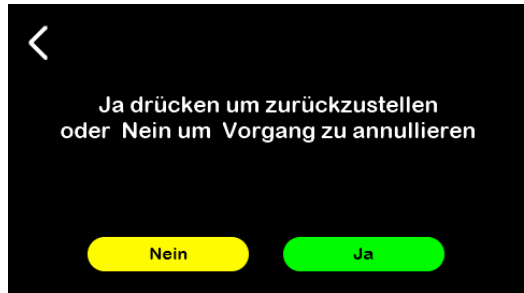 Ja drücken um zurückzustellen
oder Nein um Vorgang zu annullieren
Nein
Ja